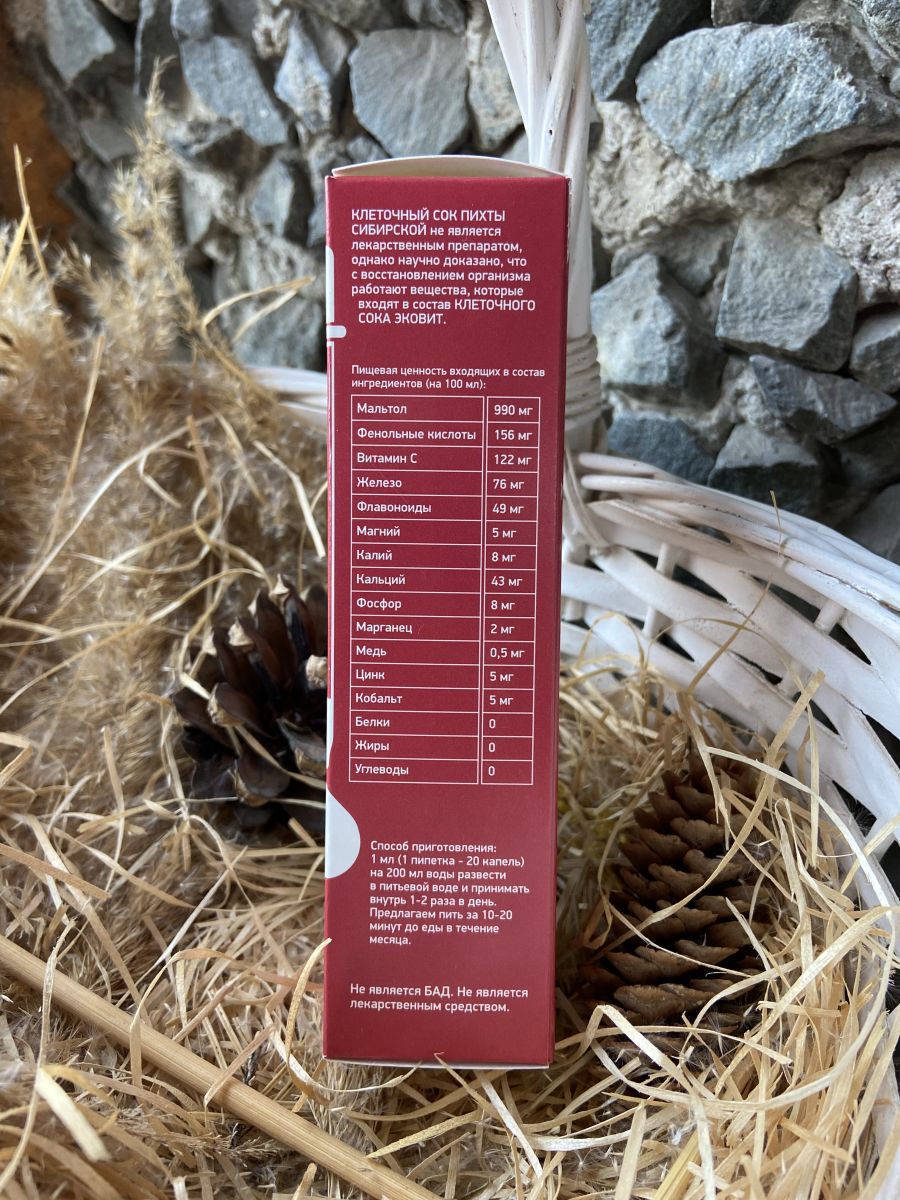 КЛЕТОЧНЫЙ СОК ПИХТЫ
СИБИРСКОЙ не является
лекарственным препаратом,
однако научно доказано, что
с восстановлением организма
работают вещества, которые
входят в состав КЛЕТОЧНОГО
СОКА ЭКОВИТ.
Пищевая ценность входящих в состав
ингредиентов (на 100 мл):
Мальтол 990 мг
Фенольные кислоты 156 мг
Витамин С 122 мг
Железо 76 мг
Флавоноиды 49 мг
Магний 5 мг
Калий 8 мг
Кальций 43 мг
Фосфор 8 мг
Марганец 2 мг
Медь 0,5 мг
Цинк 5 мг
Кобальт 5 мг
Белки 0
Жиры 0
Углеводы 0
Способ приготовления:
1 мл (1 пипетка - 20 капель)
на 200 мл воды развести
в питьевой воде и принимать
внутрь 1-2 раза в день.
Предлагаем пить за 10-20
минут до еды в течение
месяца.
Не является БАД. Не является
лекарственным средством.